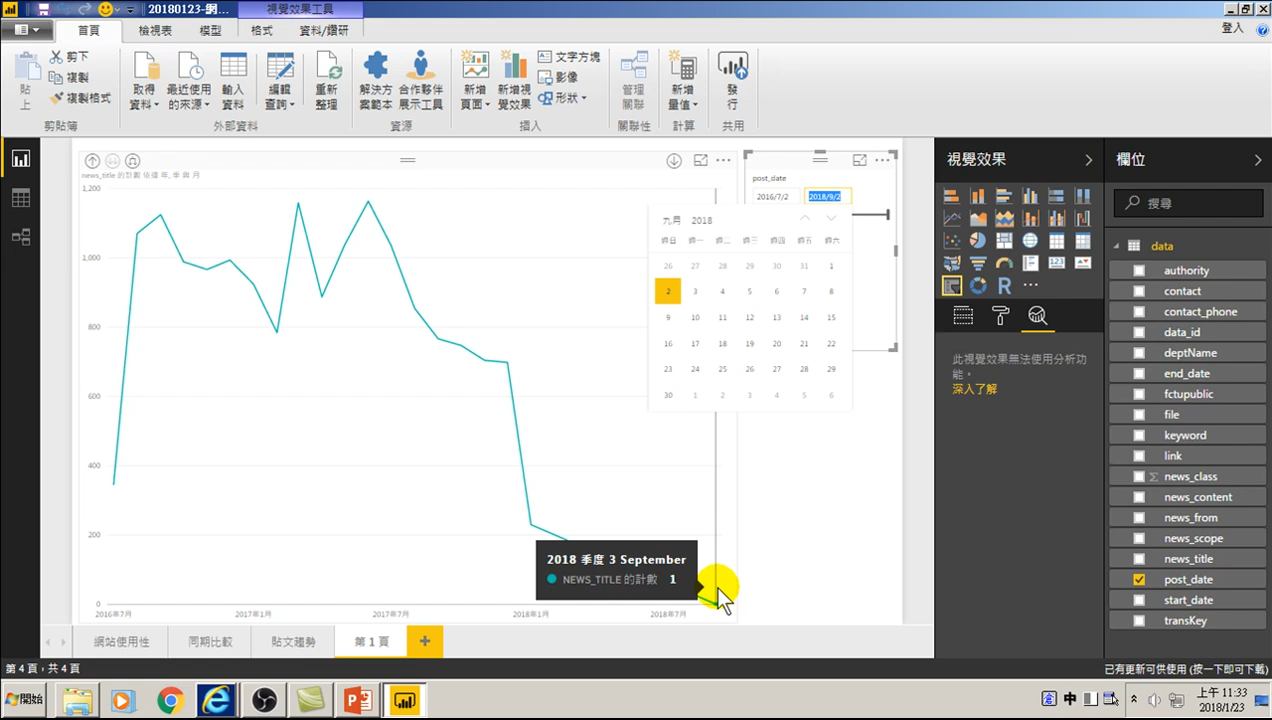 20180123-網...
視覺效果工具
首頁
檢視表
模型
格式
資料/鑽研
登入
貼上
剪下
複製
複製格式
取得資料
最近使用的來源
輸入資料
編輯查詢
重新整理
解決方案範本
合作夥伴展示工具
新增頁面
新增視覺效果
文字方塊
影像
形狀
管理關聯
新增量值
發行
剪貼簿
外部資料
資源
插入
關聯性
計算
共用
news_title 的計數 依據 年, 季 與 月
1,200
1,000
800
600
400
200
0
2016年7月
2017年1月
2017年7月
2018年1月
2018年7月
2018 季度 3 September
NEWS_TITLE 的計數 1
post_date
2016/7/2
2018/9/2
九月 2018
週日 週一 週二 週三 週四 週五 週六
26 27 28 29 30 31 1
2 3 4 5 6 7 8
9 10 11 12 13 14 15
16 17 18 19 20 21 22
23 24 25 26 27 28 29
30 1 2 3 4 5 6
視覺效果
R
123
此視覺效果無法使用分析功能。
深入了解
欄位
搜尋
data
authority
contact
contact_phone
data_id
deptName
end_date
fctupublic
file
keyword
link
Σ news_class
news_content
news_from
news_scope
news_title
post_date
start_date
transKey
網站使用性
同期比較
貼文趨勢
第 1 頁
第 4 頁，共 4 頁
已有更新可供使用 (按一下即可下載)
開始
中
上午 11:33
2018/1/23